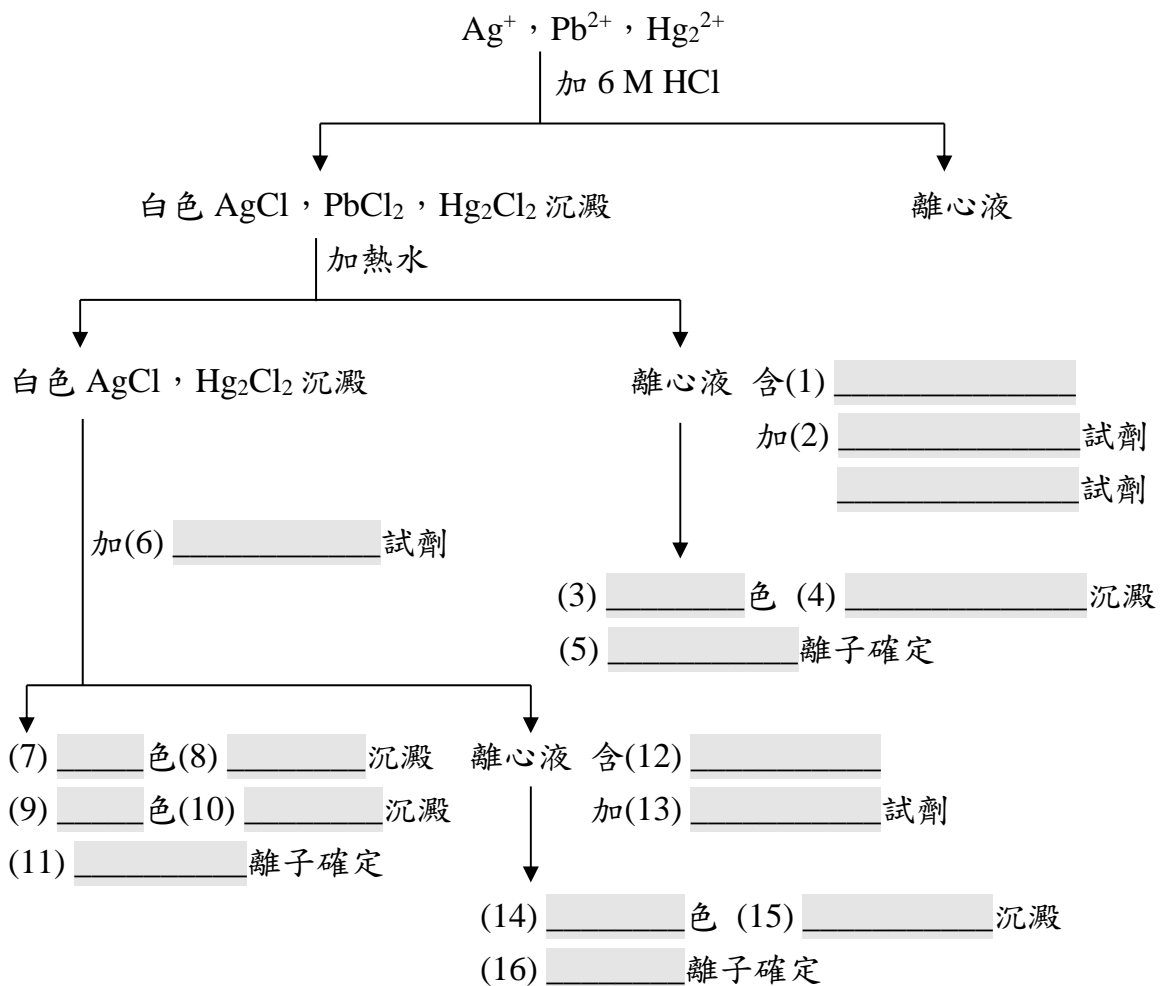 Ag⁺，Pb²⁺，Hg₂²⁺
加 6 M HCl
白色 AgCl，PbCl₂，Hg₂Cl₂ 沉澱
離心液
加熱水
白色 AgCl，Hg₂Cl₂ 沉澱
離心液 含(1) ______________
加(2) ______________試劑
______________試劑
加(6) ____________試劑
(3) ________色 (4) ______________沉澱
(5) ___________離子確定
(7) _____色(8) ________沉澱
(9) _____色(10) ________沉澱
(11) __________離子確定
離心液 含(12) ___________
加(13) ___________試劑
(14) ________色 (15) ___________沉澱
(16) ________離子確定